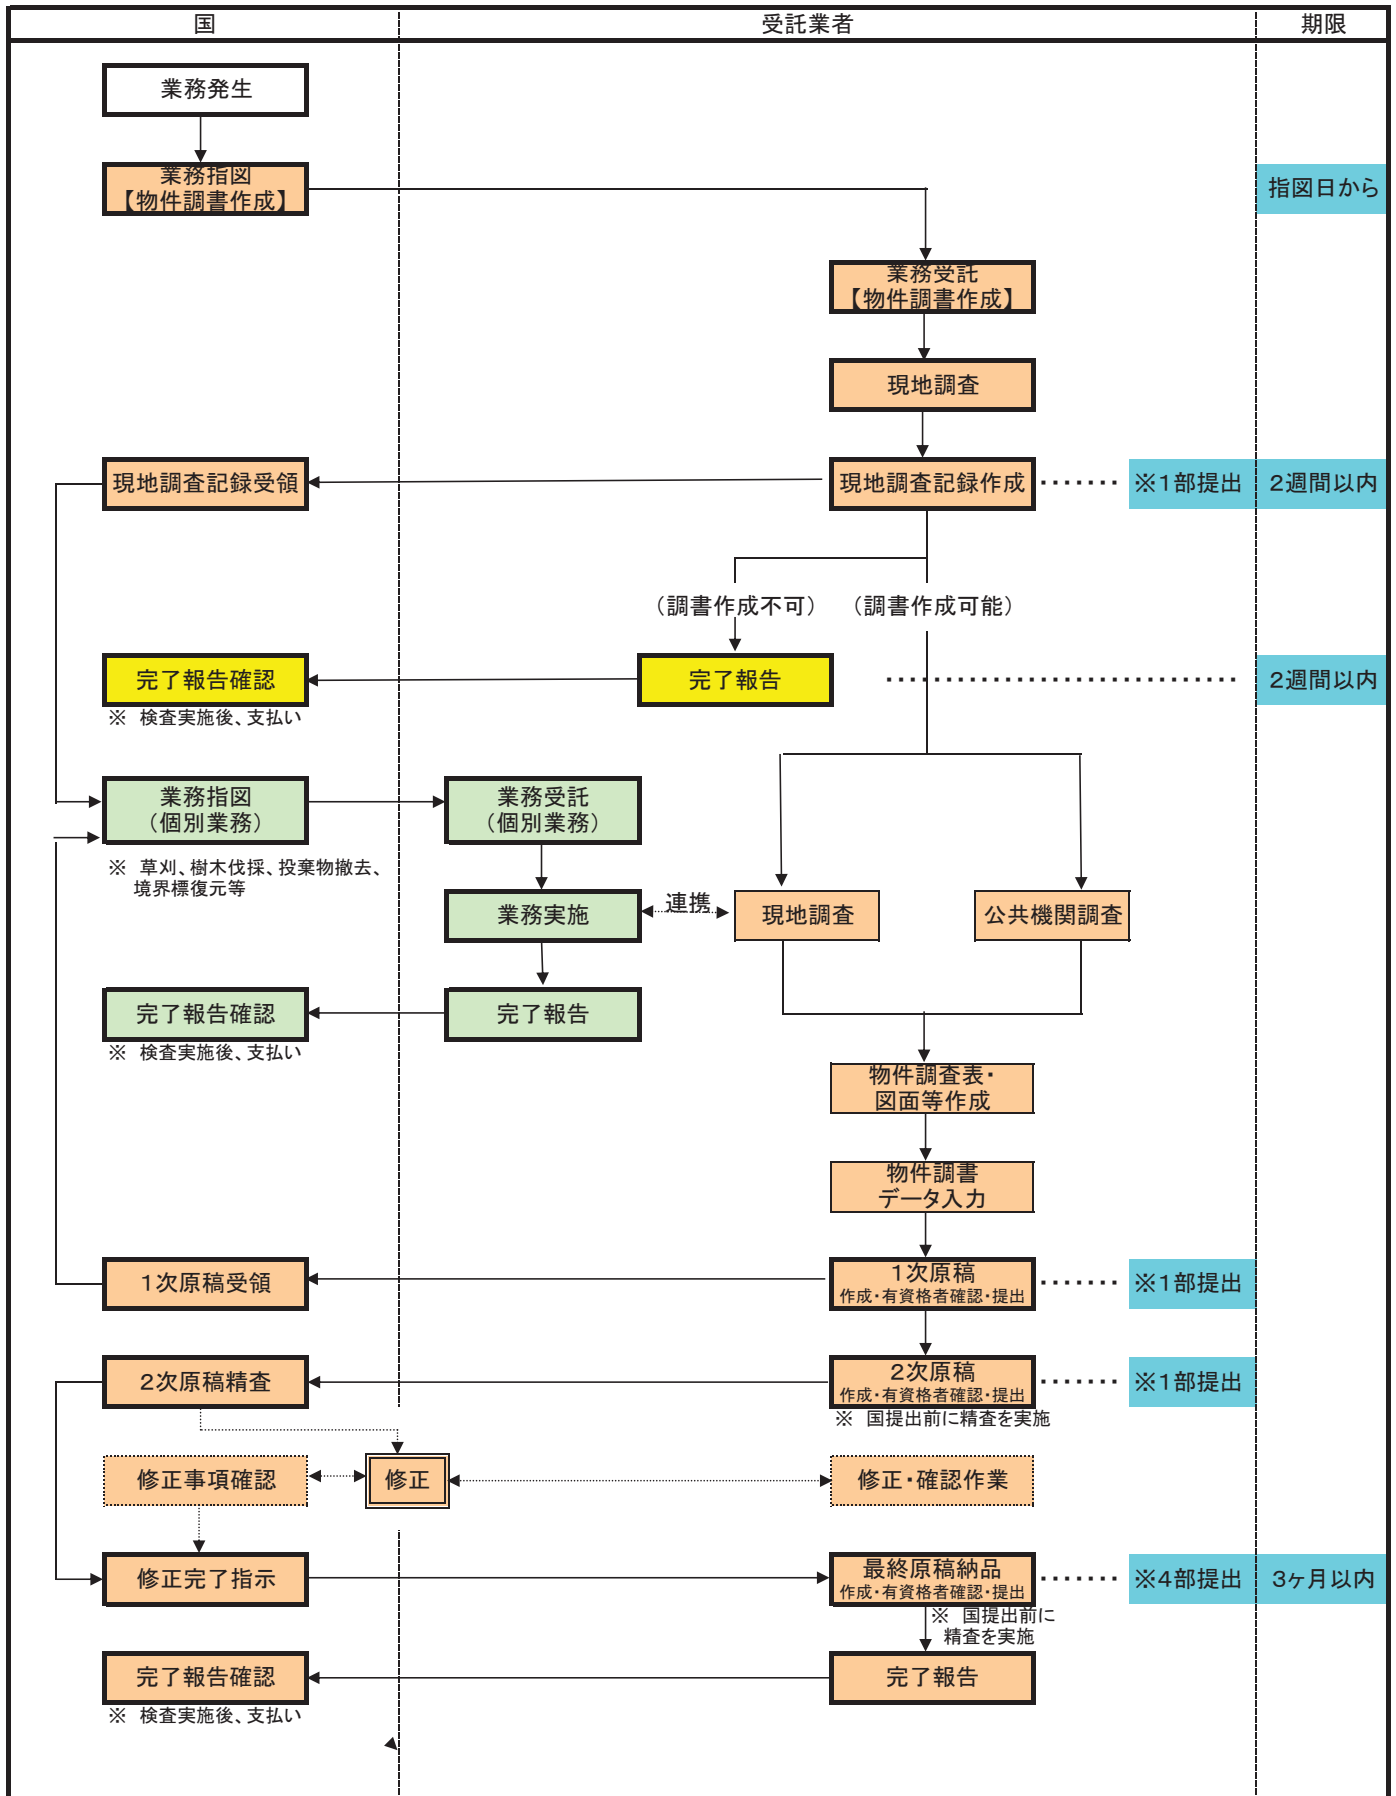 国
受託業者
期限
業務発生
業務指図
【物件調書作成】
指図日から
業務受託
【物件調書作成】
現地調査
現地調査記録受領
現地調査記録作成
※1部提出
2週間以内
（調書作成不可）
（調書作成可能）
完了報告確認
完了報告
2週間以内
※ 検査実施後、支払い
業務指図
（個別業務）
業務受託
（個別業務）
※ 草刈、樹木伐採、投棄物撤去、
境界標復元等
業務実施
連携
現地調査
公共機関調査
完了報告確認
完了報告
※ 検査実施後、支払い
物件調査表・
図面等作成
物件調書
データ入力
1次原稿受領
1次原稿
作成・有資格者確認・提出
※1部提出
2次原稿精査
2次原稿
作成・有資格者確認・提出
※1部提出
※ 国提出前に精査を実施
修正事項確認
修正
修正・確認作業
修正完了指示
最終原稿納品
作成・有資格者確認・提出
※4部提出
3ヶ月以内
※ 国提出前に
精査を実施
完了報告確認
完了報告
※ 検査実施後、支払い